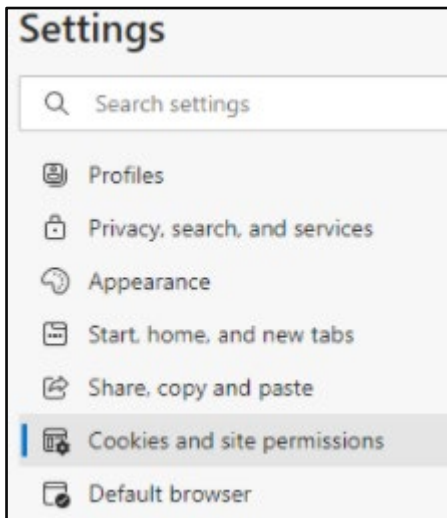 Settings
Search settings
Profiles
Privacy, search, and services
Appearance
Start, home, and new tabs
Share, copy and paste
Cookies and site permissions
Default browser